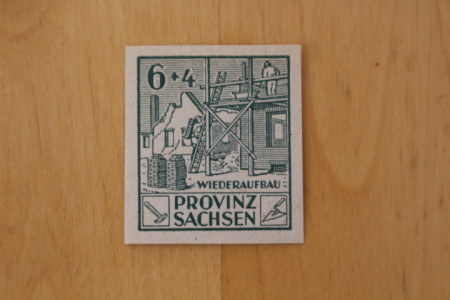 6+4
WIEDERAUFBAU
PROVINZ
SACHSEN